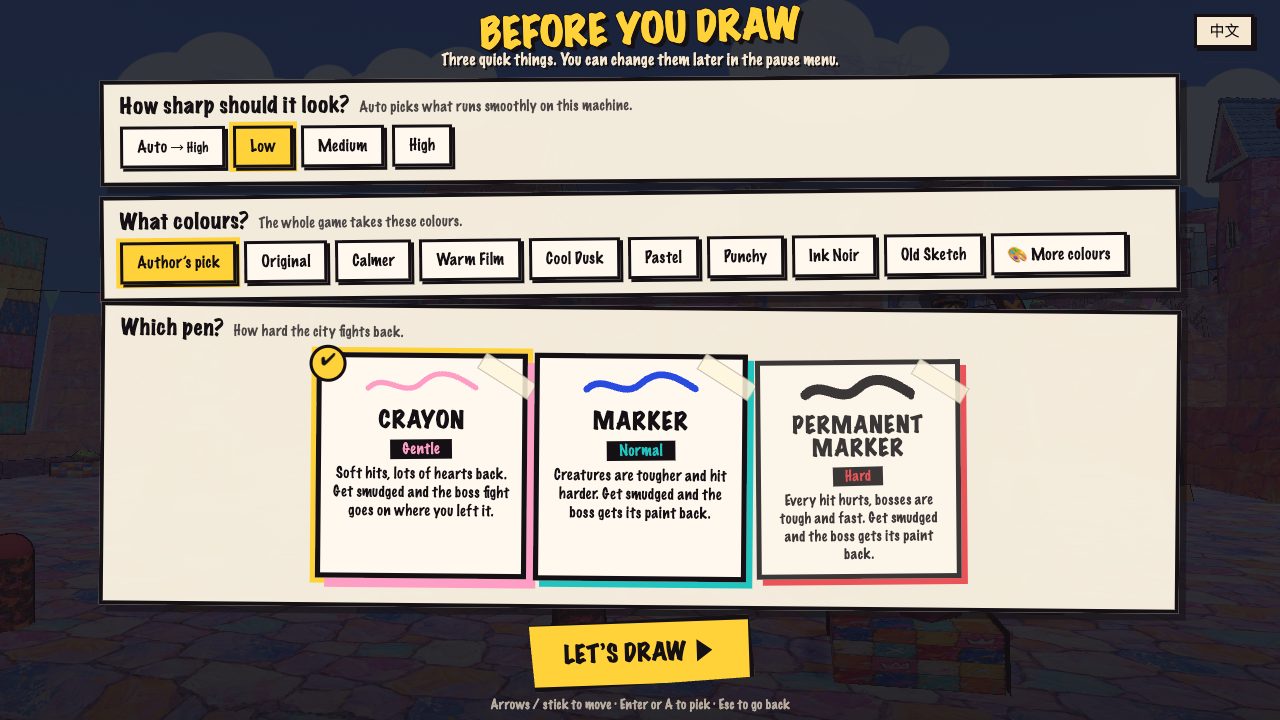 BEFORE YOU DRAW
Three quick things. You can change them later in the pause menu.
中文
How sharp should it look? Auto picks what runs smoothly on this machine.
Auto → High Low Medium High
What colours? The whole game takes these colours.
Author's pick Original Calmer Warm Film Cool Dusk Pastel Punchy Ink Noir Old Sketch 🎨 More colours
Which pen? How hard the city fights back.
CRAYON
Gentle
Soft hits, lots of hearts back.
Get smudged and the boss fight
goes on where you left it.
MARKER
Normal
Creatures are tougher and hit
harder. Get smudged and the
boss gets its paint back.
PERMANENT
MARKER
Hard
Every hit hurts, bosses are
tough and fast. Get smudged
and the boss gets its paint
back.
LET'S DRAW ▶
Arrows / stick to move · Enter or A to pick · Esc to go back